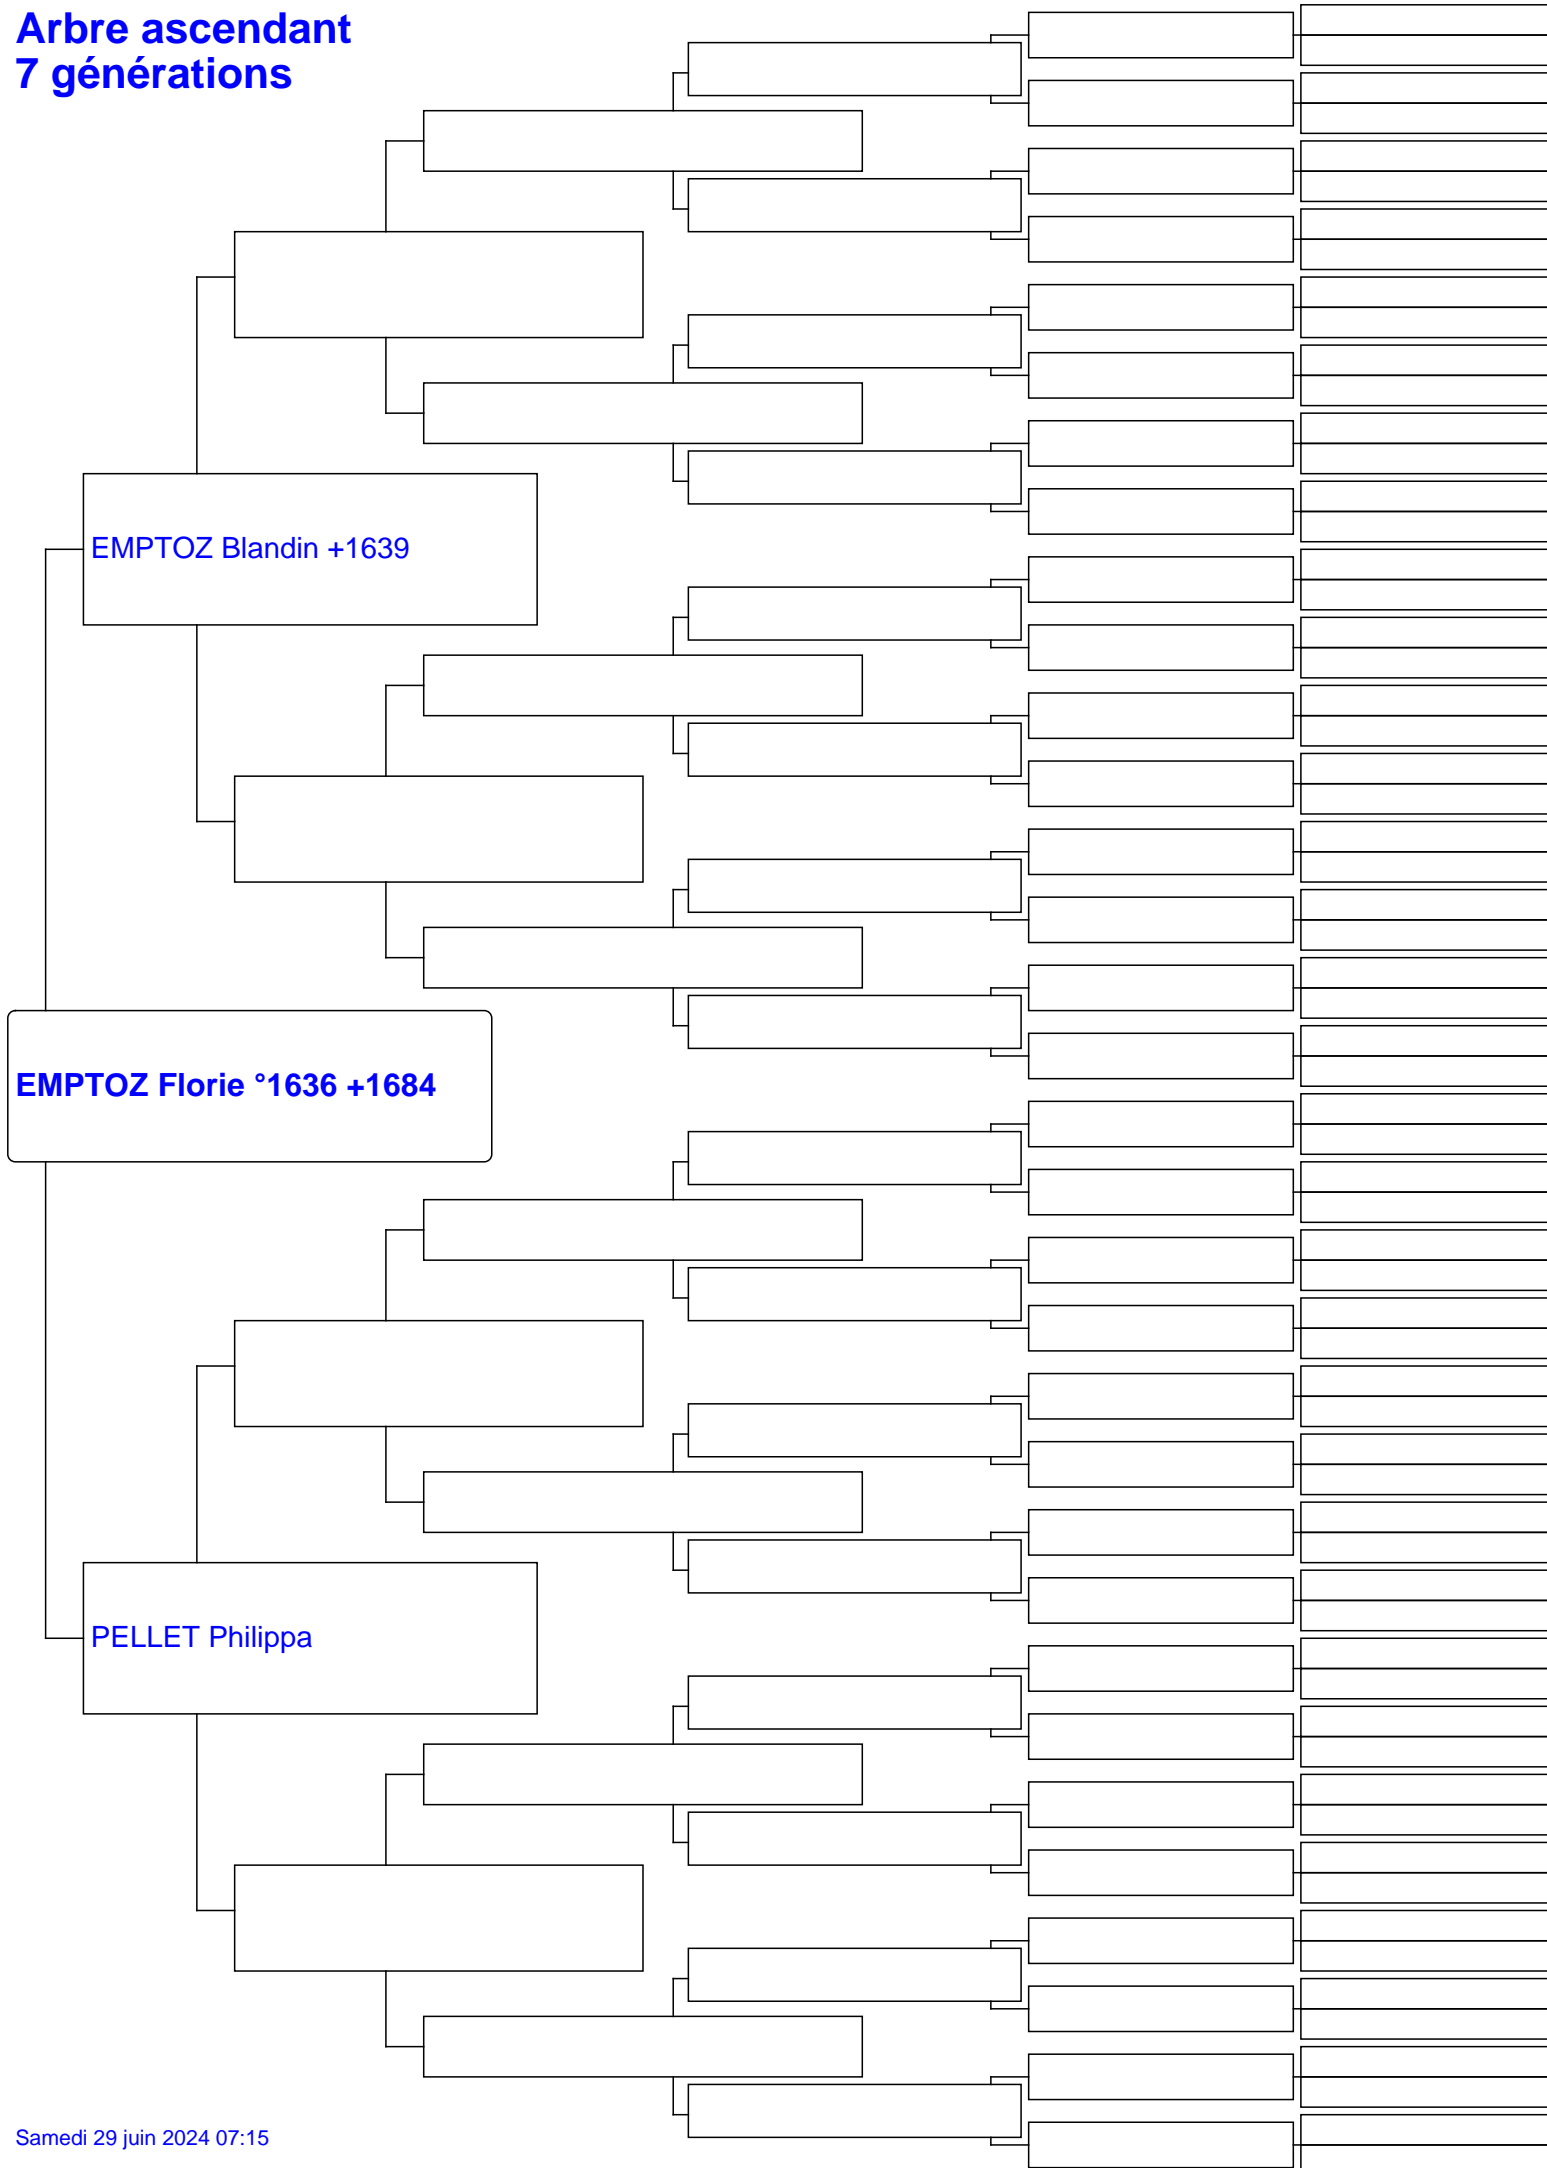 Arbre ascendant
7 générations
EMPTOZ Blandin +1639
EMPTOZ Florie °1636 +1684
PELLET Philippa
Samedi 29 juin 2024 07:15